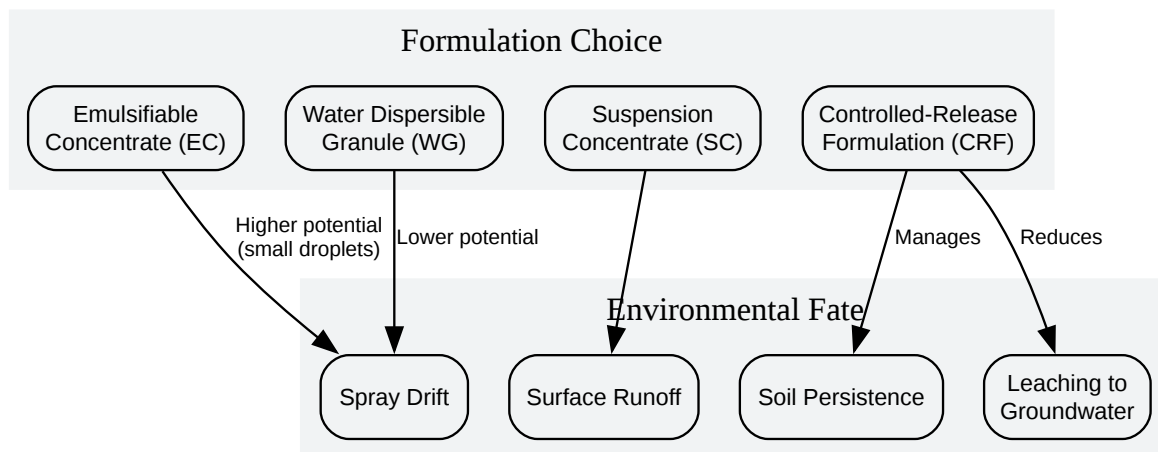 Formulation Choice
Emulsifiable
Concentrate (EC)
Water Dispersible
Granule (WG)
Suspension
Concentrate (SC)
Controlled-Release
Formulation (CRF)
Higher potential
(small droplets)
Lower potential
Manages
Reduces
Environmental Fate
Spray Drift
Surface Runoff
Soil Persistence
Leaching to
Groundwater